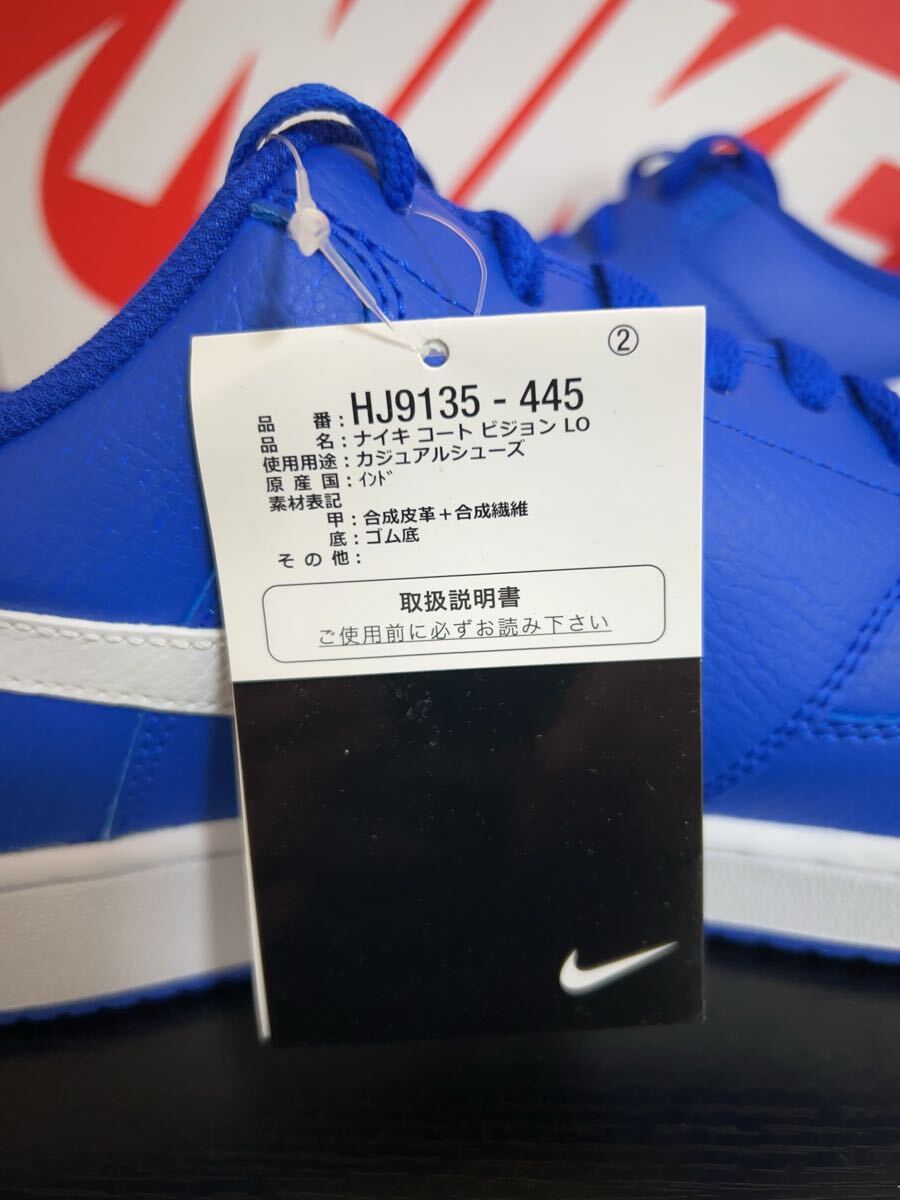 NIKE
②
品番：HJ9135 - 445
品名：ナイキ コート ビジョン LO
使用用途：カジュアルシューズ
原産国：ｲﾝﾄﾞ
素材表記
甲：合成皮革＋合成繊維
底：ゴム底
その他：
取扱説明書
ご使用前に必ずお読み下さい